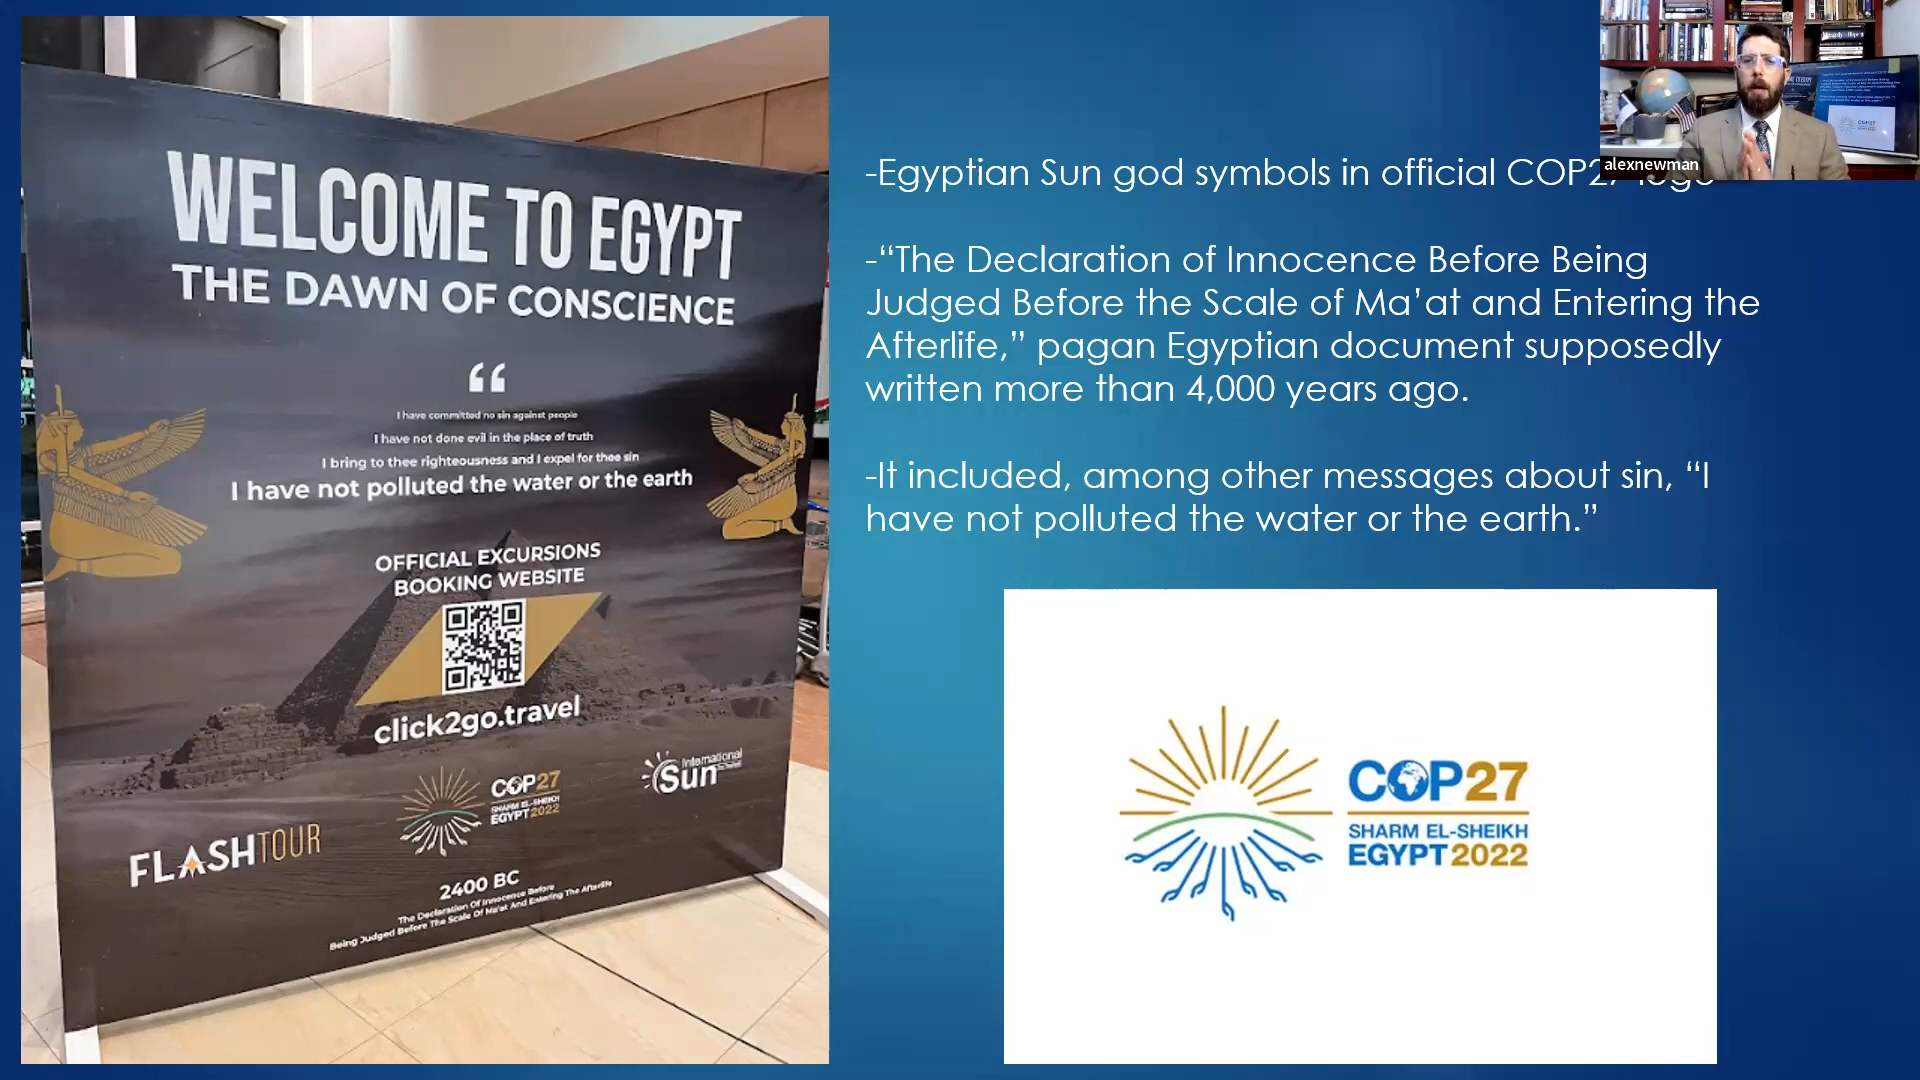 WELCOME TO EGYPT
THE DAWN OF CONSCIENCE
“
I have committed no sin against people
I have not done evil in the place of truth
I bring to thee righteousness and I expel for thee sin
I have not polluted the water or the earth
OFFICIAL EXCURSIONS
BOOKING WEBSITE
click2go.travel
COP27
SHARM EL-SHEIKH
EGYPT 2022
International
Sun
FLASHTOUR
2400 BC
The Declaration Of Innocence Before
Being Judged Before The Scale Of Ma'at And Entering The Afterlife
-Egyptian Sun god symbols in official COP27 logo
-“The Declaration of Innocence Before Being
Judged Before the Scale of Ma’at and Entering the
Afterlife,” pagan Egyptian document supposedly
written more than 4,000 years ago.
-It included, among other messages about sin, “I
have not polluted the water or the earth.”
COP27
SHARM EL-SHEIKH
EGYPT 2022
alexnewman